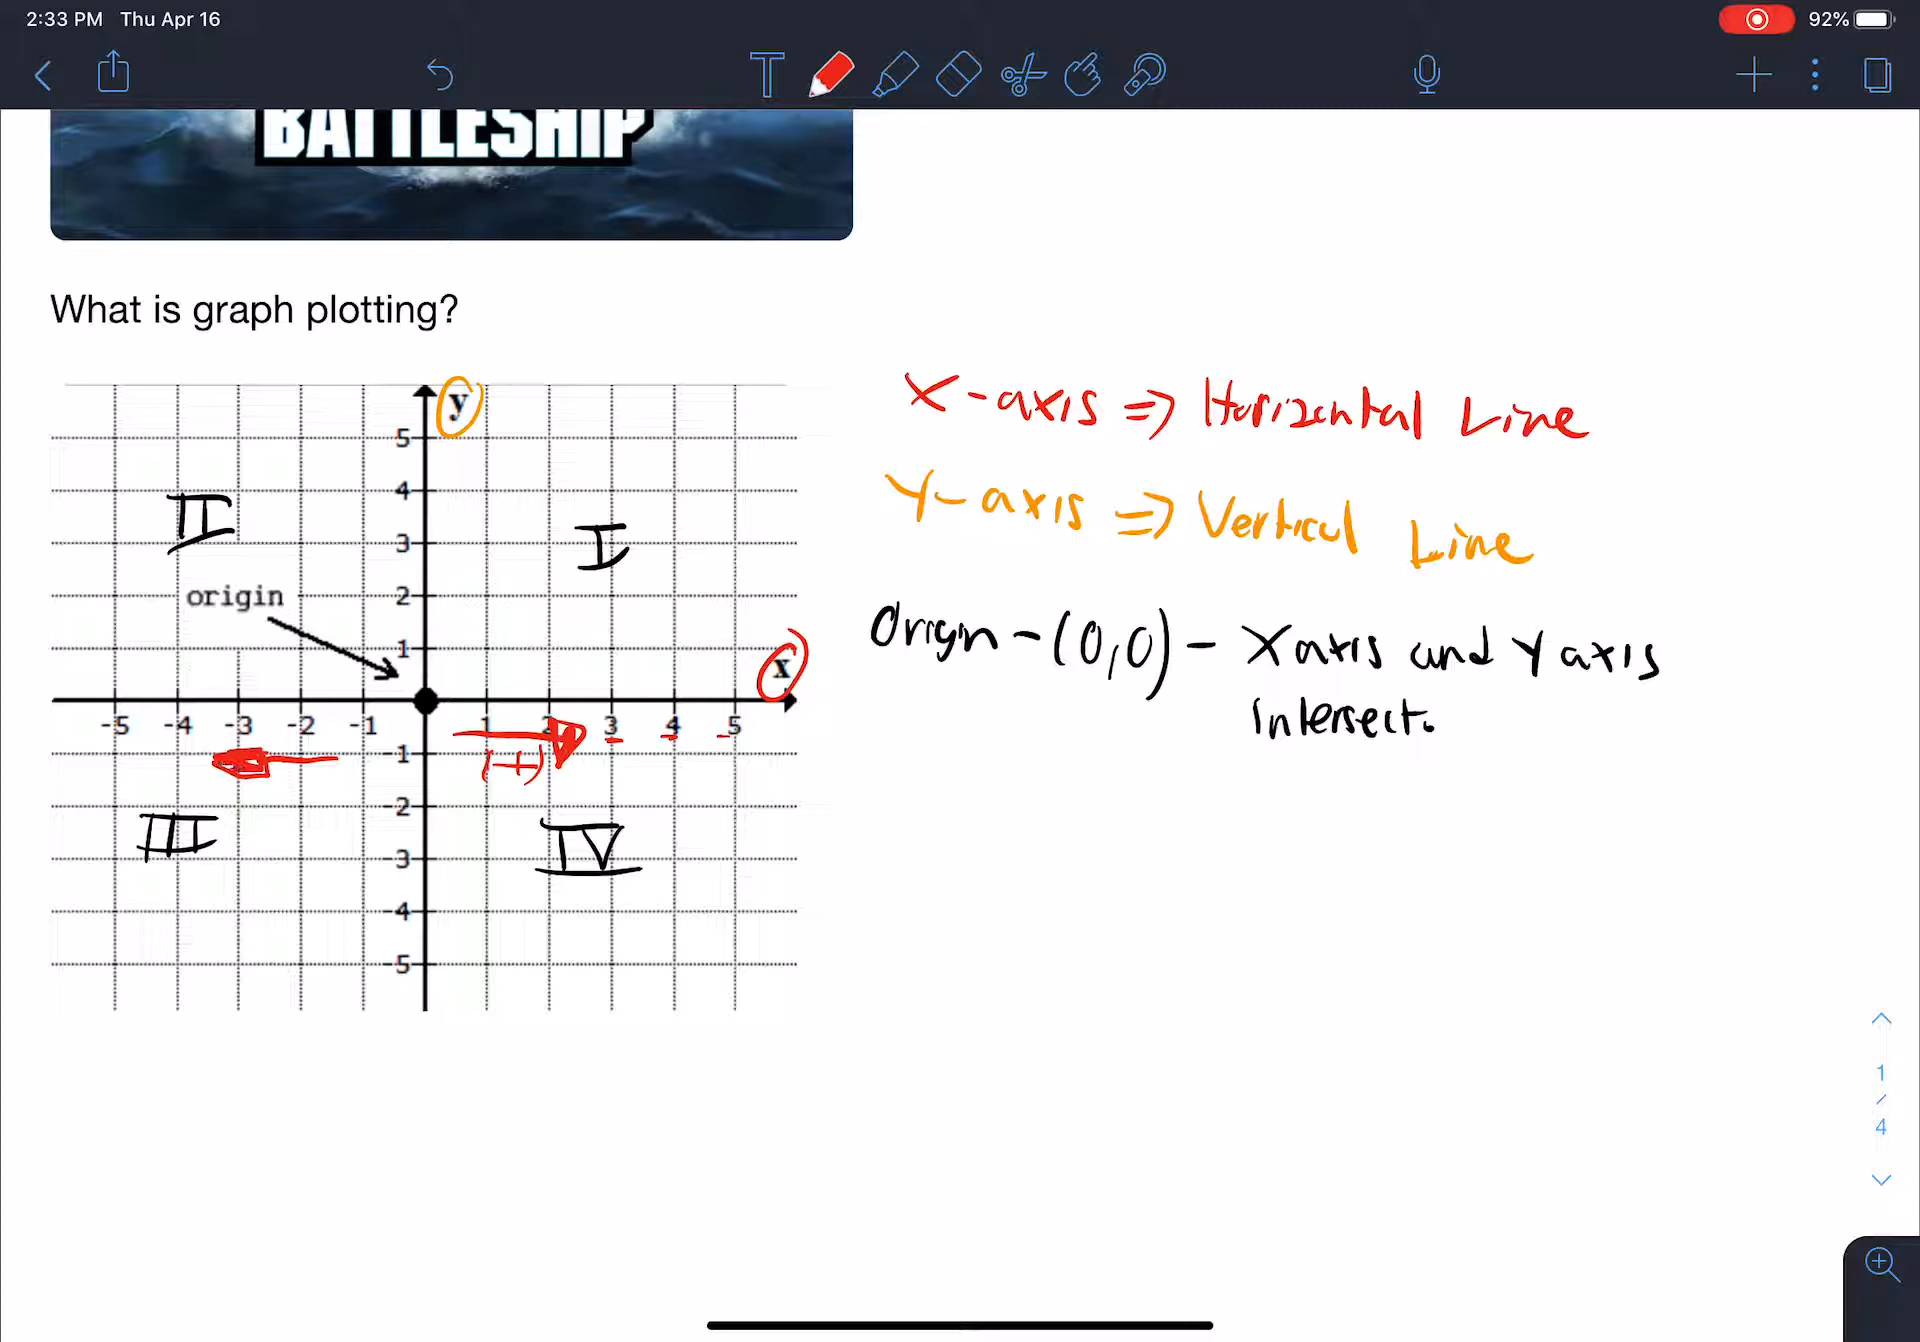 2:33 PM Thu Apr 16
92%
T
BATTLESHIP
What is graph plotting?
y
5
4
3
2
1
II
I
origin
x
-5 -4 -3 -2 -1 1 2 3 4 5
(+)
-1
-2
-3
-4
-5
III
IV
X-axis => Horizontal Line
Y-axis => Vertical Line
Origin - (0,0) - X axis and Y axis
intersect.
1
/
4